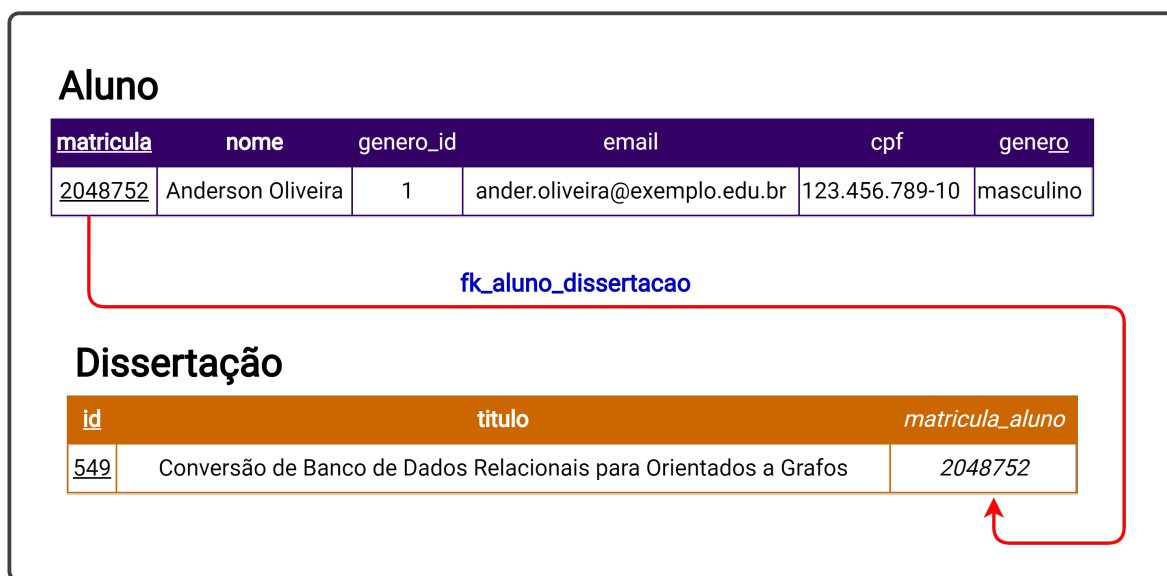 Aluno
matricula nome genero_id email cpf genero
2048752 Anderson Oliveira 1 ander.oliveira@exemplo.edu.br 123.456.789-10 masculino
fk_aluno_dissertacao
Dissertação
id titulo matricula_aluno
549 Conversão de Banco de Dados Relacionais para Orientados a Grafos 2048752